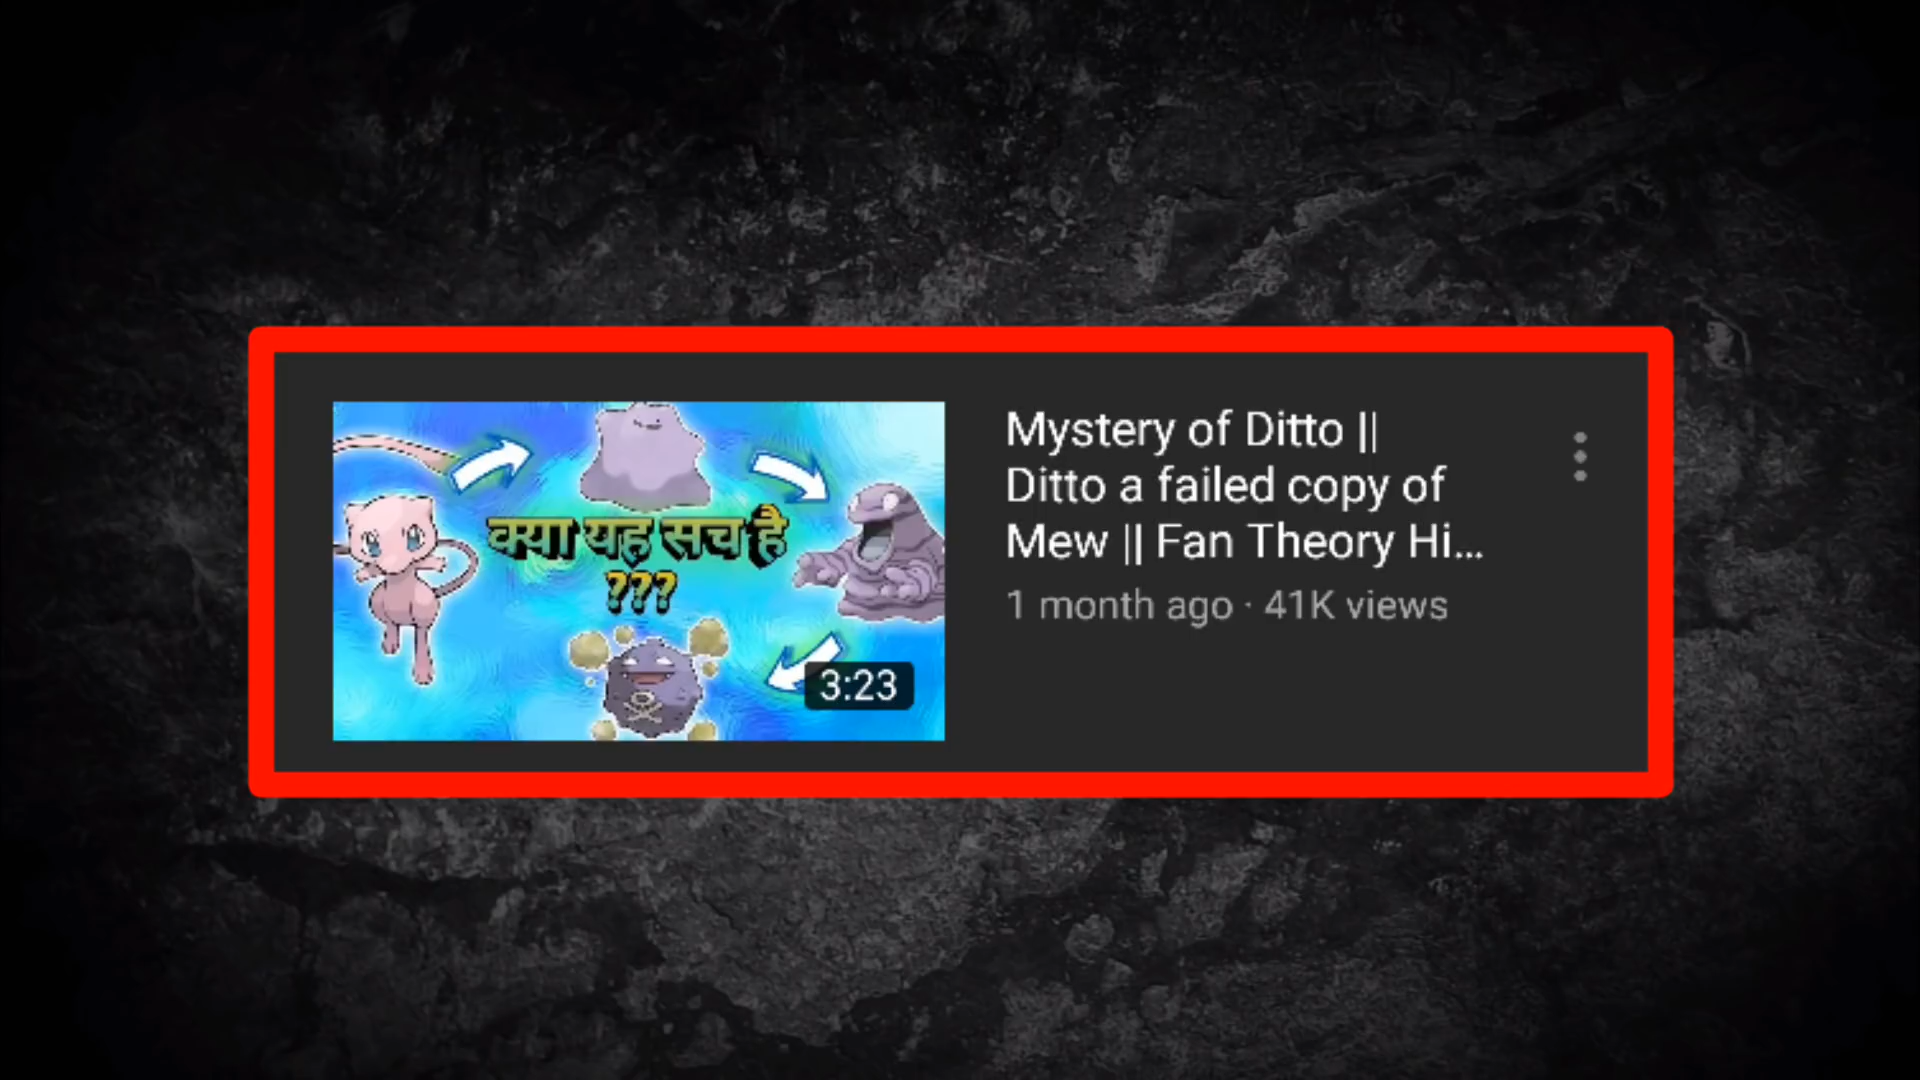 क्या यह सच है
???
3:23
Mystery of Ditto ||
Ditto a failed copy of
Mew || Fan Theory Hi...
1 month ago · 41K views